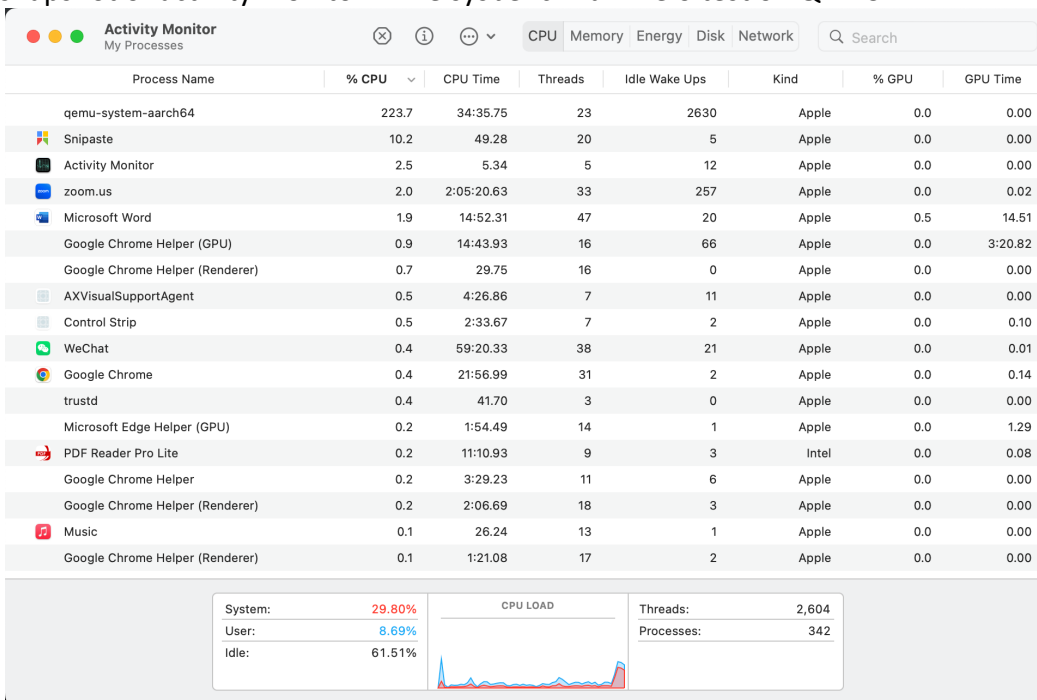 Activity Monitor
My Processes
CPU Memory Energy Disk Network
Search
Process Name % CPU CPU Time Threads Idle Wake Ups Kind % GPU GPU Time
qemu-system-aarch64 223.7 34:35.75 23 2630 Apple 0.0 0.00
Snipaste 10.2 49.28 20 5 Apple 0.0 0.00
Activity Monitor 2.5 5.34 5 12 Apple 0.0 0.00
zoom.us 2.0 2:05:20.63 33 257 Apple 0.0 0.02
Microsoft Word 1.9 14:52.31 47 20 Apple 0.5 14.51
Google Chrome Helper (GPU) 0.9 14:43.93 16 66 Apple 0.0 3:20.82
Google Chrome Helper (Renderer) 0.7 29.75 16 0 Apple 0.0 0.00
AXVisualSupportAgent 0.5 4:26.86 7 11 Apple 0.0 0.00
Control Strip 0.5 2:33.67 7 2 Apple 0.0 0.10
WeChat 0.4 59:20.33 38 21 Apple 0.0 0.01
Google Chrome 0.4 21:56.99 31 2 Apple 0.0 0.14
trustd 0.4 41.70 3 0 Apple 0.0 0.00
Microsoft Edge Helper (GPU) 0.2 1:54.49 14 1 Apple 0.0 1.29
PDF Reader Pro Lite 0.2 11:10.93 9 3 Intel 0.0 0.08
Google Chrome Helper 0.2 3:29.23 11 6 Apple 0.0 0.00
Google Chrome Helper (Renderer) 0.2 2:06.69 18 3 Apple 0.0 0.00
Music 0.1 26.24 13 1 Apple 0.0 0.00
Google Chrome Helper (Renderer) 0.1 1:21.08 17 2 Apple 0.0 0.00
System: 29.80%
User: 8.69%
Idle: 61.51%
CPU LOAD
Threads: 2,604
Processes: 342